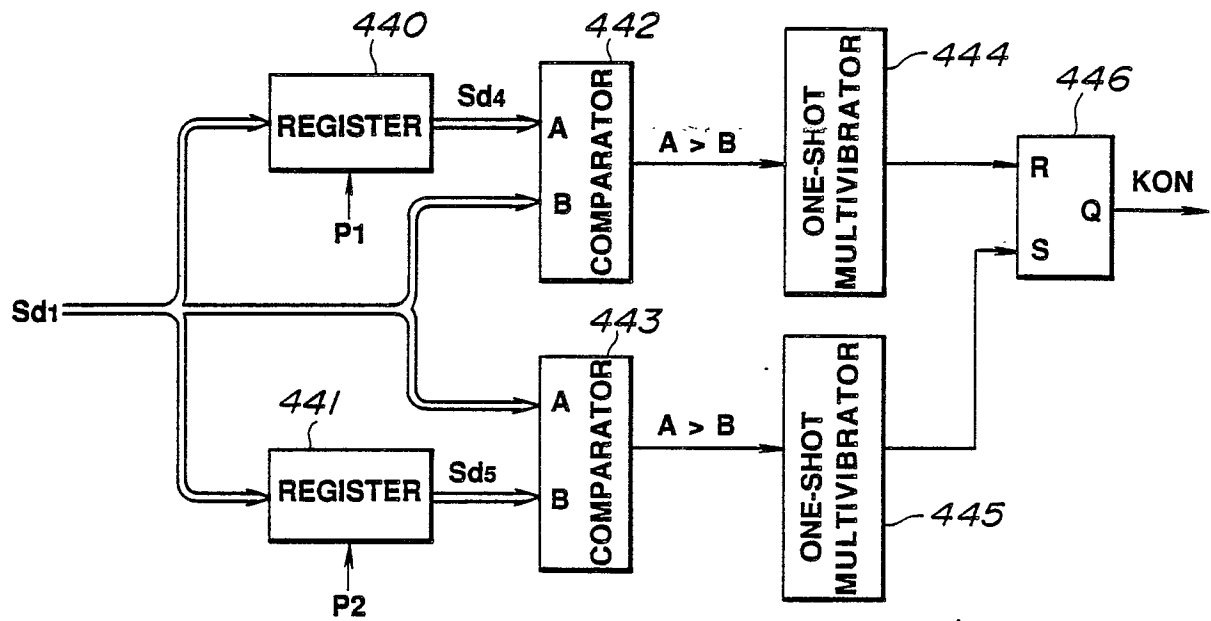 440
REGISTER
P1
Sd4
442
A
B
COMPARATOR
A > B
ONE-SHOT
MULTIVIBRATOR
444
446
R
S
Q
KON
Sd1
441
REGISTER
P2
Sd5
443
A
B
COMPARATOR
A > B
ONE-SHOT
MULTIVIBRATOR
445